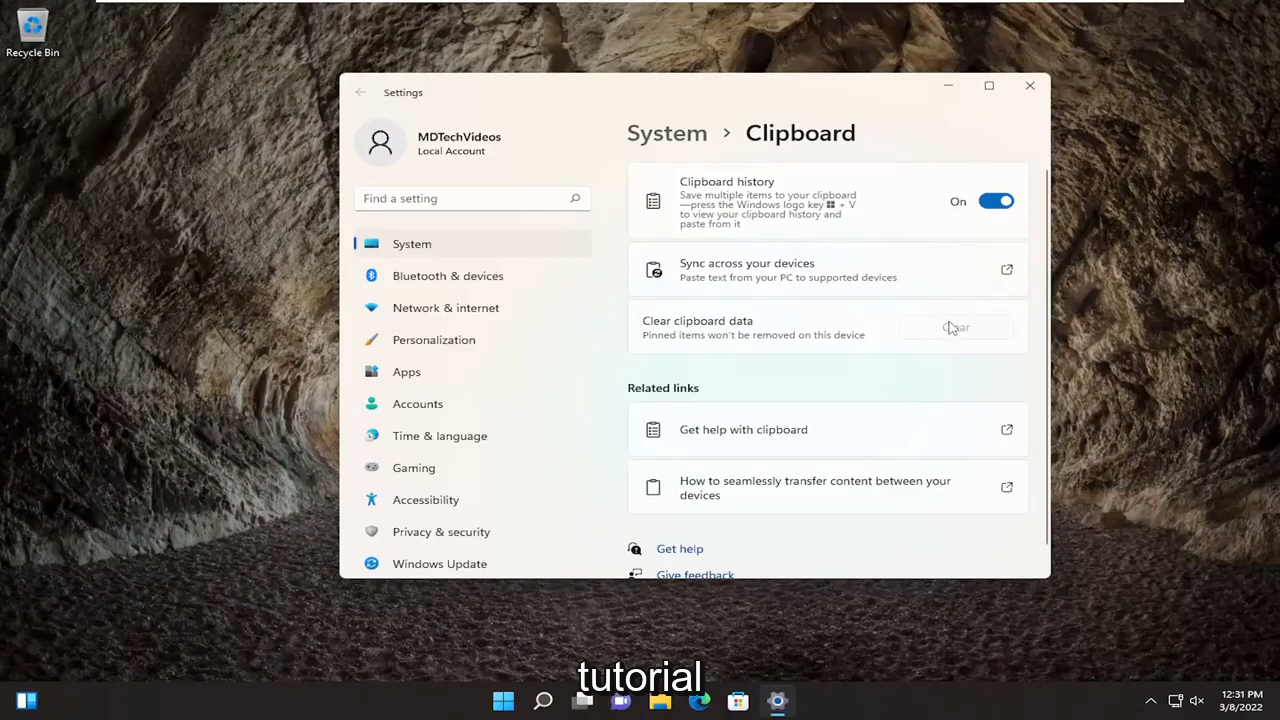 Recycle Bin
Settings
MDTechVideos
Local Account
Find a setting
System
Bluetooth & devices
Network & internet
Personalization
Apps
Accounts
Time & language
Gaming
Accessibility
Privacy & security
Windows Update
System › Clipboard
Clipboard history
Save multiple items to your clipboard
—press the Windows logo key + V
to view your clipboard history and
paste from it
On
Sync across your devices
Paste text from your PC to supported devices
Clear clipboard data
Pinned items won't be removed on this device
Clear
Related links
Get help with clipboard
How to seamlessly transfer content between your
devices
Get help
Give feedback
tutorial
12:31 PM
3/8/2022